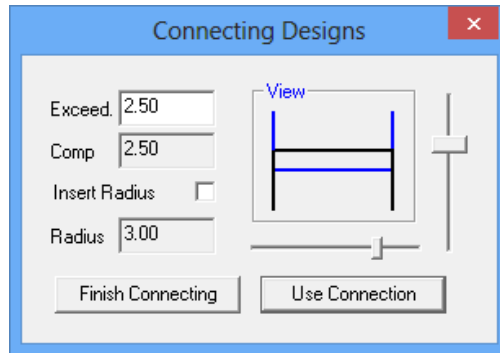 Connecting Designs
Exceed. 2.50
View
Comp 2.50
Insert Radius
Radius 3.00
Finish Connecting
Use Connection